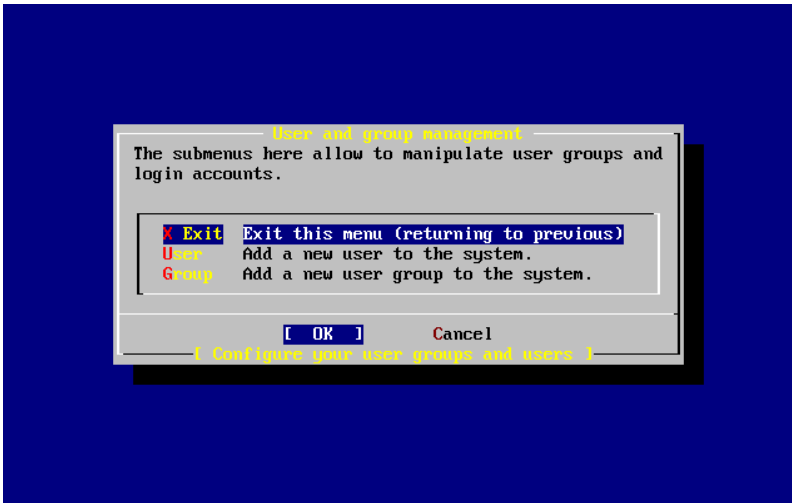 User and group management
The submenus here allow to manipulate user groups and
login accounts.
X Exit Exit this menu (returning to previous)
User Add a new user to the system.
Group Add a new user group to the system.
[ OK ] Cancel
[ Configure your user groups and users ]